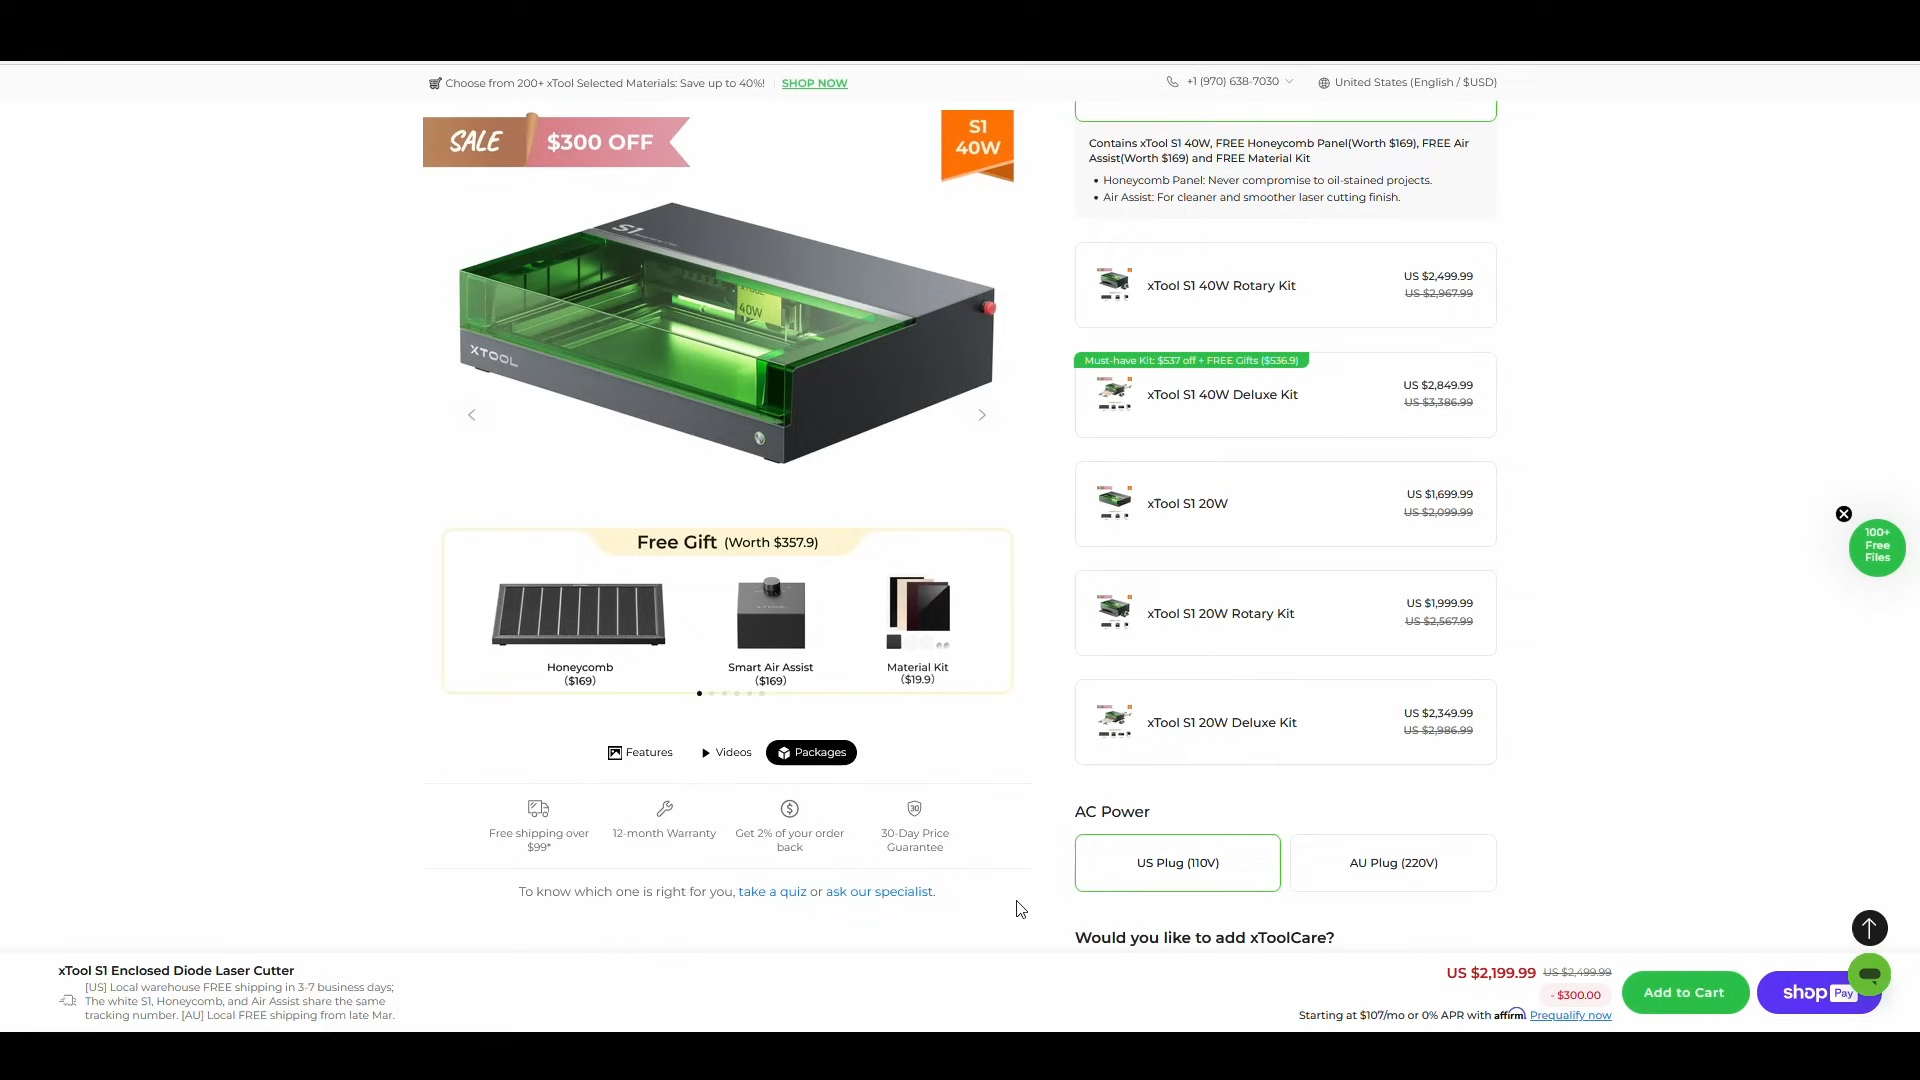 Choose from 200+ xTool Selected Materials: Save up to 40%! SHOP NOW
+1 (970) 638-7030
United States (English / $USD)
SALE $300 OFF
S1
40W
S1
XTOOL
40W
XTOOL
Contains xTool S1 40W, FREE Honeycomb Panel(Worth $169), FREE Air
Assist(Worth $169) and FREE Material Kit
• Honeycomb Panel: Never compromise to oil-stained projects.
• Air Assist: For cleaner and smoother laser cutting finish.
xTool S1 40W Rotary Kit
US $2,499.99
US $2,967.99
Must-have Kit: $537 off + FREE Gifts ($536.9)
xTool S1 40W Deluxe Kit
US $2,849.99
US $3,386.99
xTool S1 20W
US $1,699.99
US $2,099.99
xTool S1 20W Rotary Kit
US $1,999.99
US $2,567.99
xTool S1 20W Deluxe Kit
US $2,349.99
US $2,986.99
Free Gift (Worth $357.9)
Honeycomb
($169)
Smart Air Assist
($169)
Material Kit
($19.9)
Features
Videos
Packages
Free shipping over
$99*
12-month Warranty
Get 2% of your order
back
30
30-Day Price
Guarantee
To know which one is right for you, take a quiz or ask our specialist.
AC Power
US Plug (110V)
AU Plug (220V)
Would you like to add xToolCare?
100+
Free
Files
xTool S1 Enclosed Diode Laser Cutter
[US] Local warehouse FREE shipping in 3-7 business days;
The white S1, Honeycomb, and Air Assist share the same
tracking number. [AU] Local FREE shipping from late Mar.
US $2,199.99 US $2,499.99
- $300.00
Starting at $107/mo or 0% APR with affirm. Prequalify now
Add to Cart
shop Pay